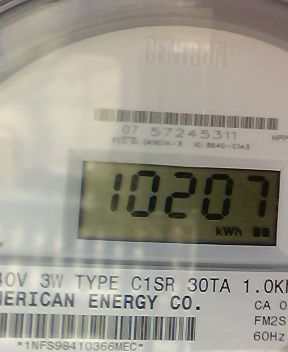 CENTRON
07 57245311
10207
kWh
40V 3W TYPE C1SR 30TA 1.0K
MERICAN ENERGY CO.
CA 0
FM2S
60Hz
*1NFS98410366MEC*